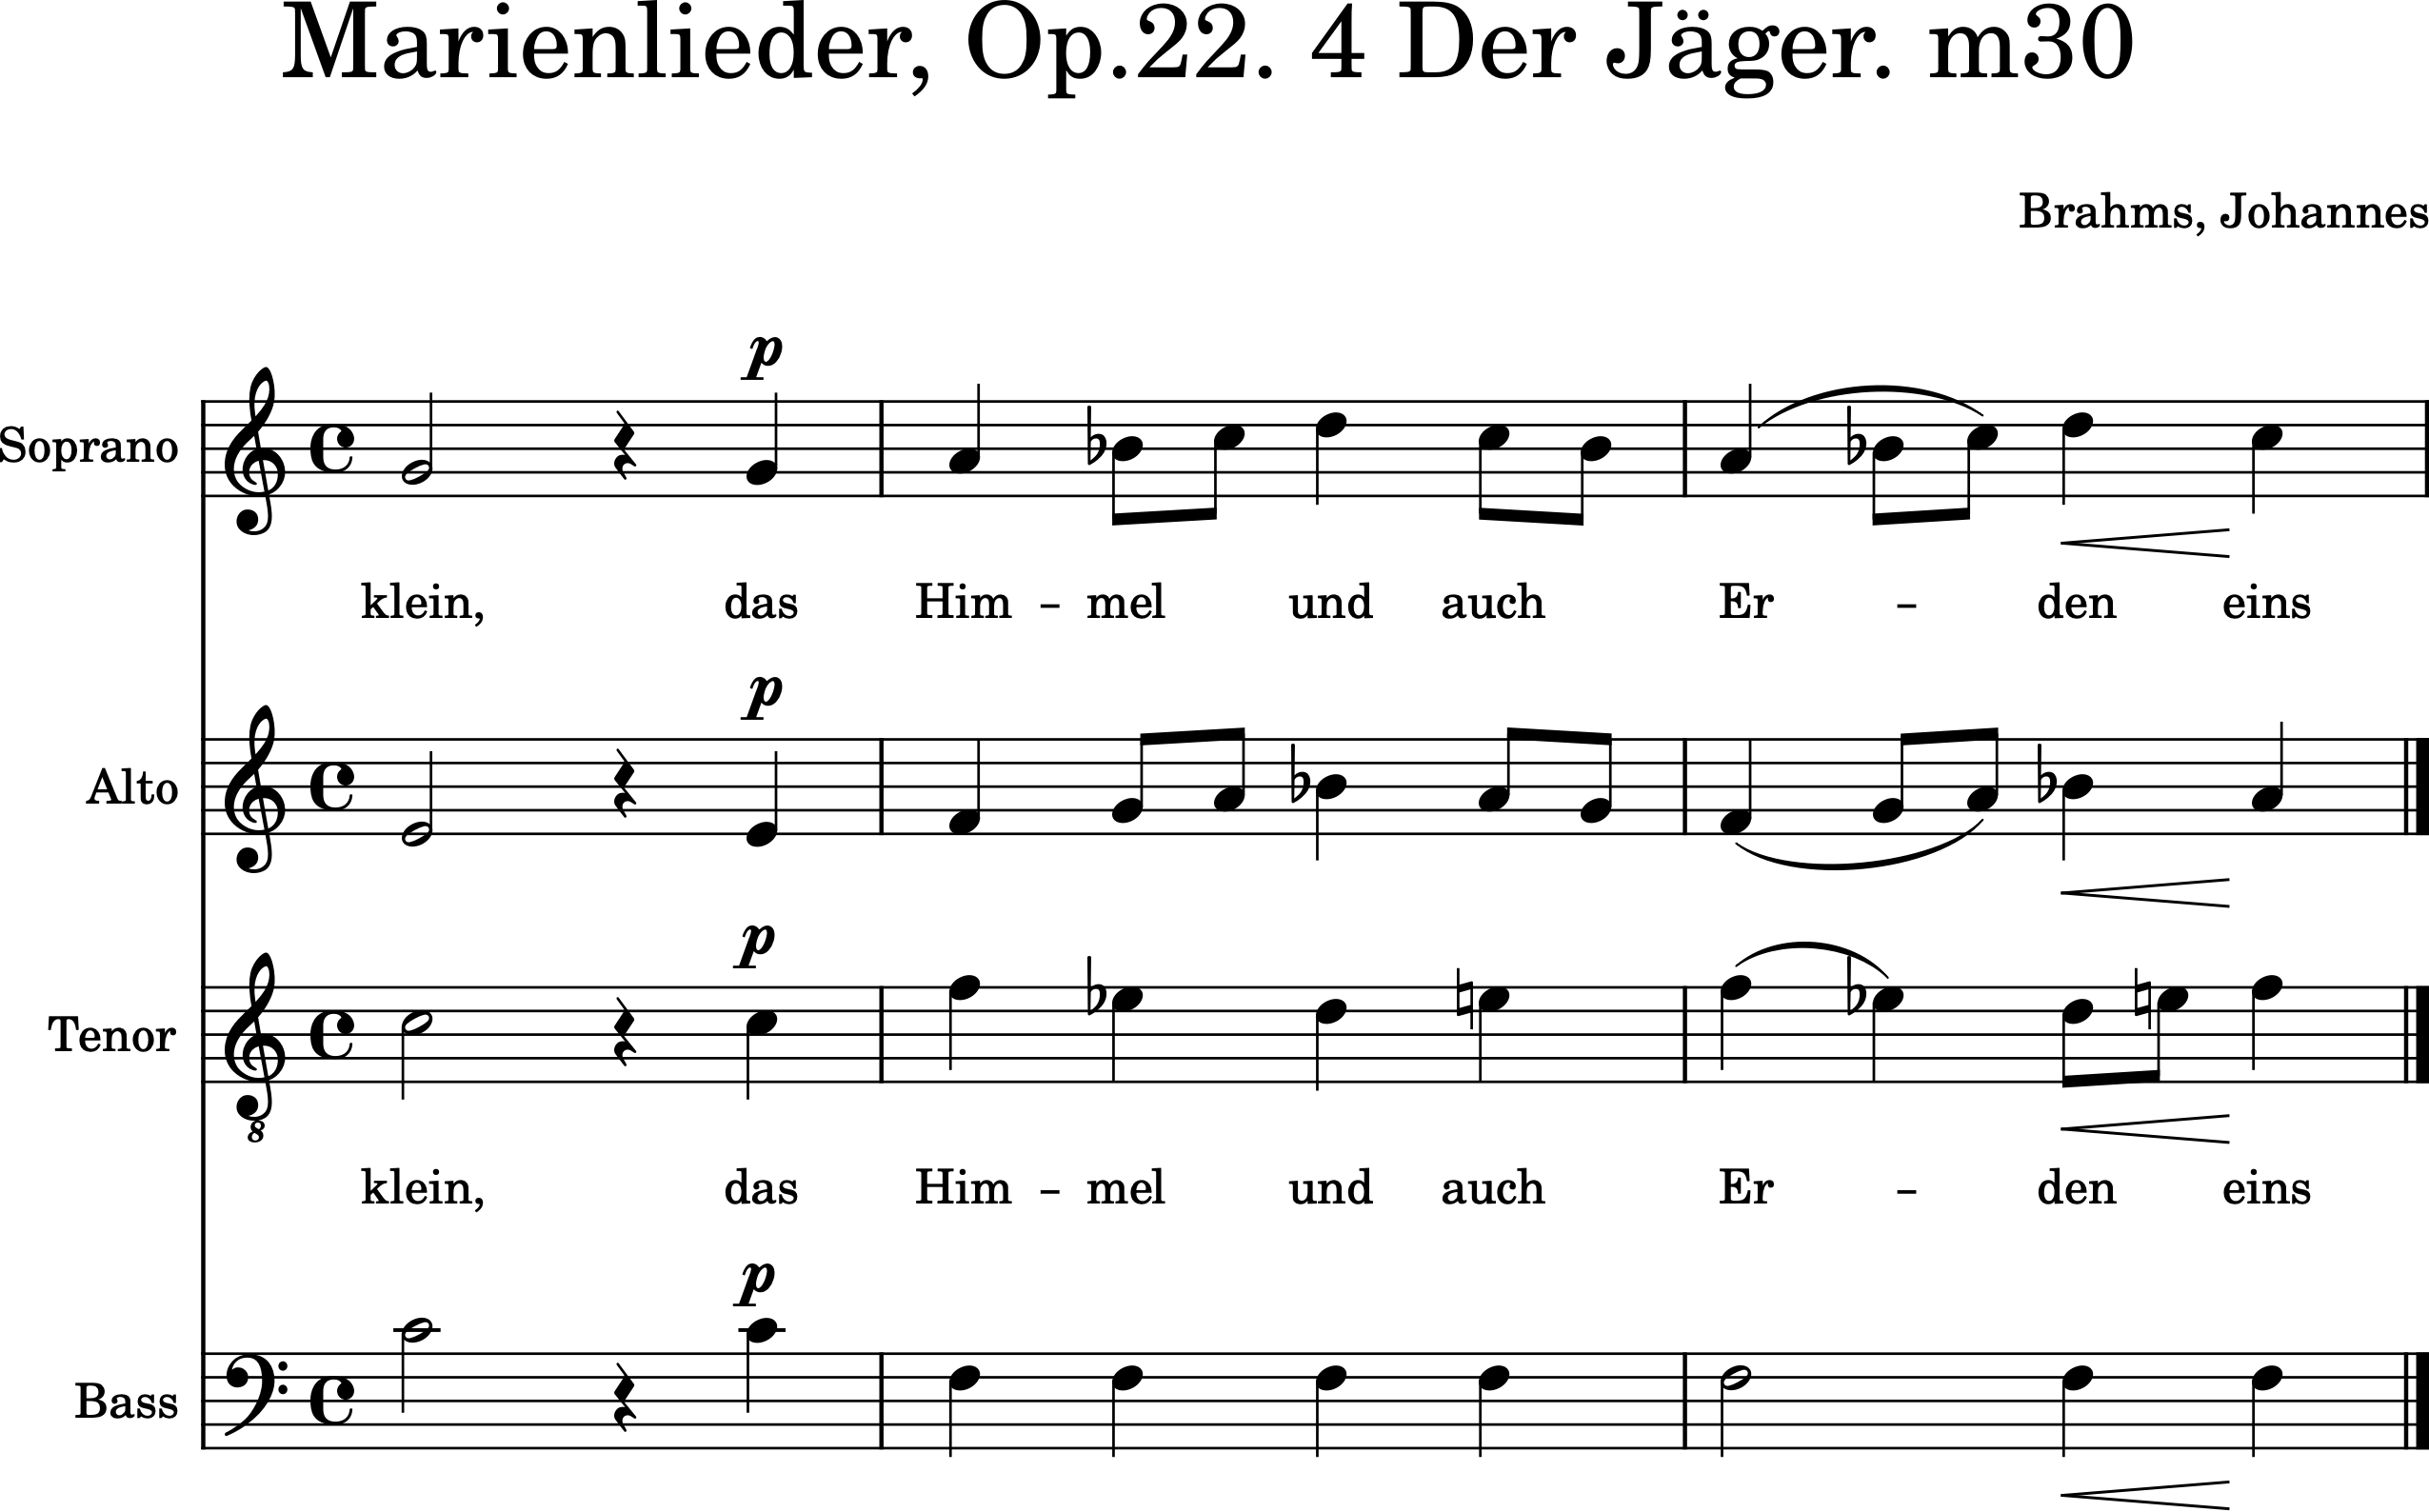 Marienlieder, Op.22. 4 Der Jäger. m30
Brahms, Johannes
p
Soprano
klein, das Him – mel und auch Er – den eins
p
Alto
p
Tenor
8
klein, das Him – mel und auch Er – den eins
p
Bass